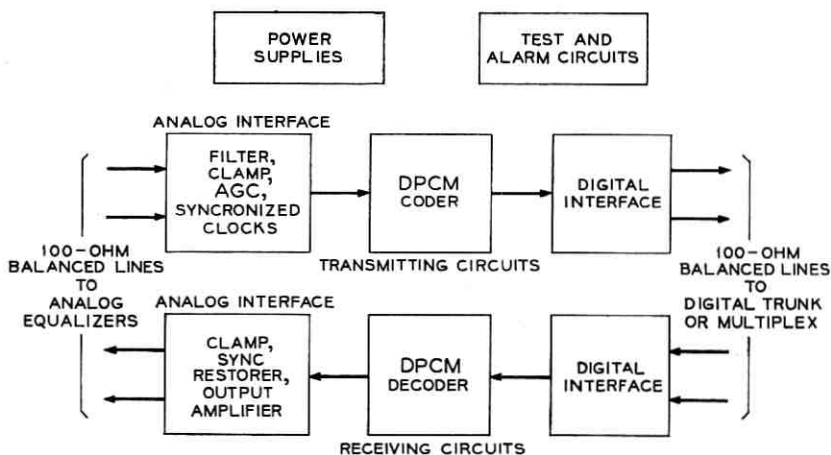 POWER
SUPPLIES
TEST AND
ALARM CIRCUITS
ANALOG INTERFACE
FILTER,
CLAMP,
AGC,
SYNCRONIZED
CLOCKS
DPCM
CODER
DIGITAL
INTERFACE
100-OHM
BALANCED LINES
TO
ANALOG
EQUALIZERS
TRANSMITTING CIRCUITS
100-OHM
BALANCED LINES
TO
DIGITAL TRUNK
OR MULTIPLEX
ANALOG INTERFACE
CLAMP,
SYNC
RESTORER,
OUTPUT
AMPLIFIER
DPCM
DECODER
DIGITAL
INTERFACE
RECEIVING CIRCUITS